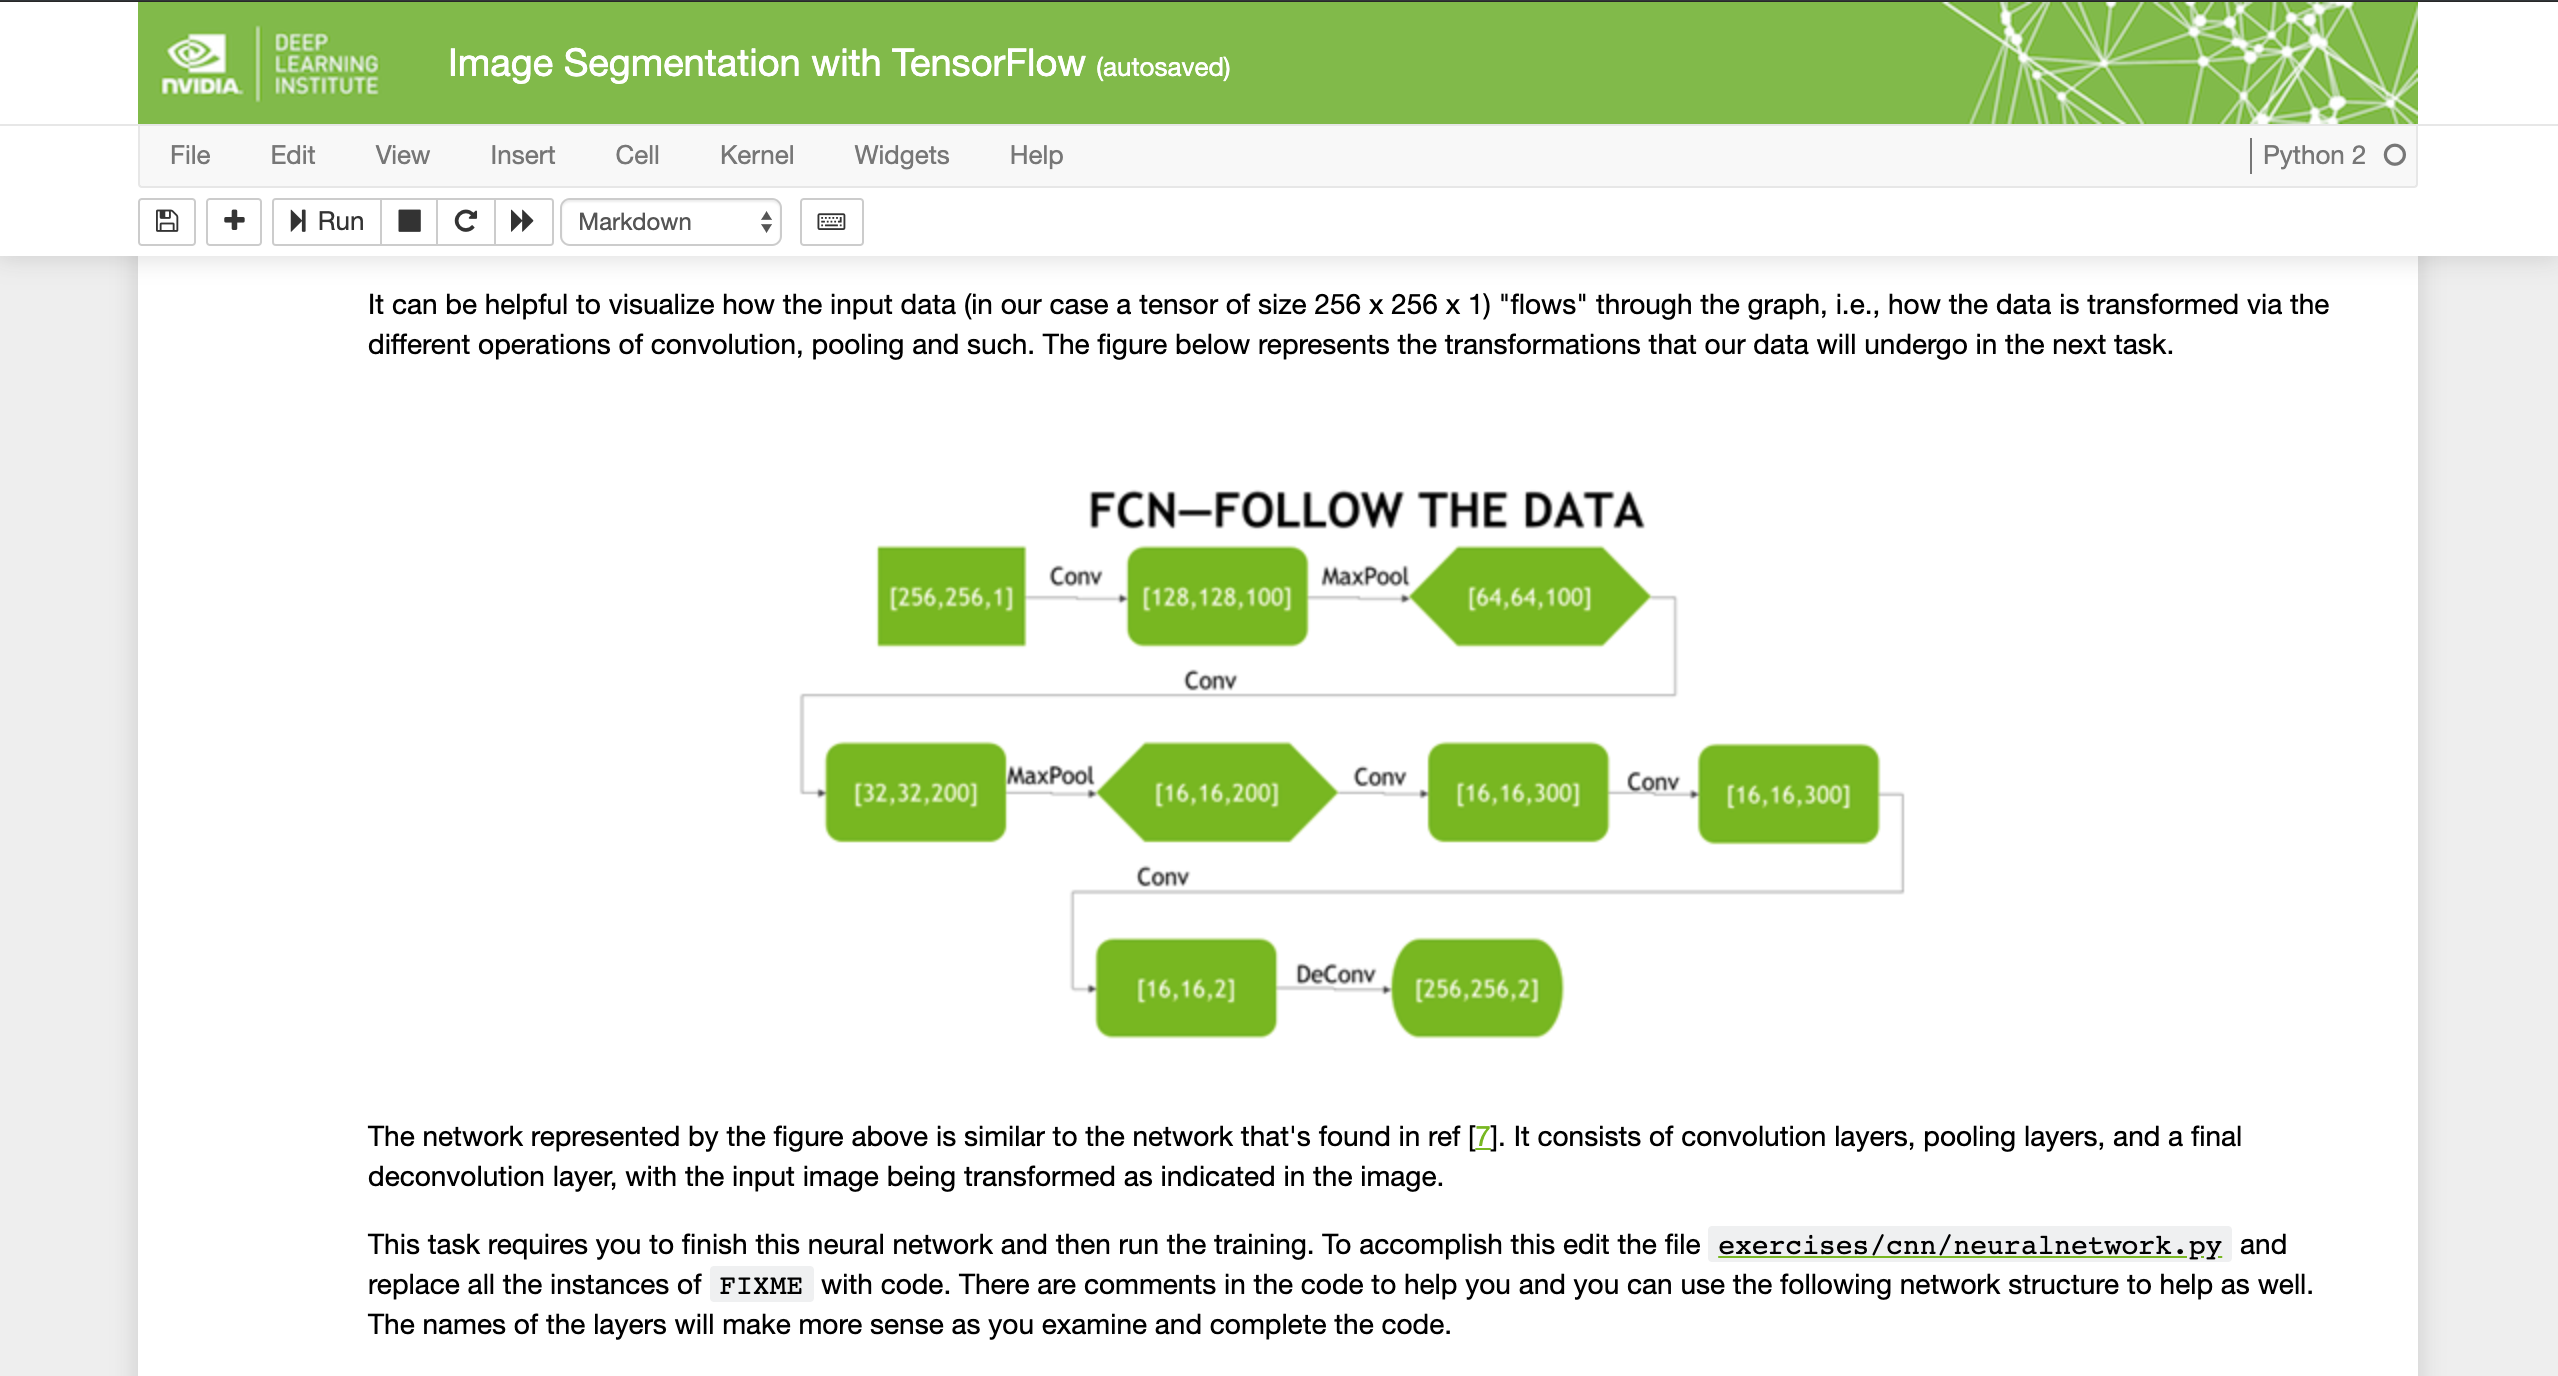 NVIDIA.
DEEP
LEARNING
INSTITUTE
Image Segmentation with TensorFlow (autosaved)
File Edit View Insert Cell Kernel Widgets Help Python 2
Run Markdown
It can be helpful to visualize how the input data (in our case a tensor of size 256 x 256 x 1) "flows" through the graph, i.e., how the data is transformed via the
different operations of convolution, pooling and such. The figure below represents the transformations that our data will undergo in the next task.
FCN—FOLLOW THE DATA
[256,256,1] Conv [128,128,100] MaxPool [64,64,100]
Conv
[32,32,200] MaxPool [16,16,200] Conv [16,16,300] Conv [16,16,300]
Conv
[16,16,2] DeConv [256,256,2]
The network represented by the figure above is similar to the network that's found in ref [7]. It consists of convolution layers, pooling layers, and a final
deconvolution layer, with the input image being transformed as indicated in the image.
This task requires you to finish this neural network and then run the training. To accomplish this edit the file exercises/cnn/neuralnetwork.py and
replace all the instances of FIXME with code. There are comments in the code to help you and you can use the following network structure to help as well.
The names of the layers will make more sense as you examine and complete the code.